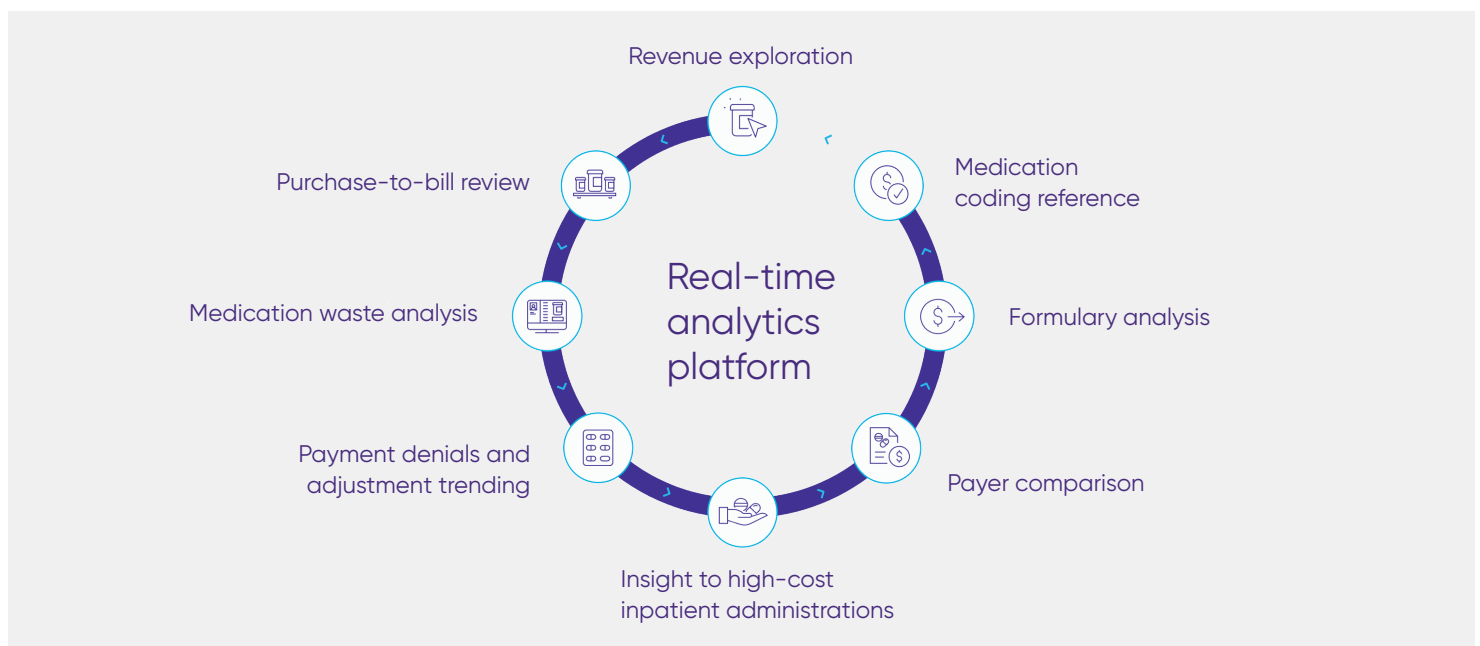 Revenue exploration
Purchase-to-bill review
Medication
coding reference
Real-time
analytics
platform
Medication waste analysis
Formulary analysis
Payment denials and
adjustment trending
Payer comparison
Insight to high-cost
inpatient administrations